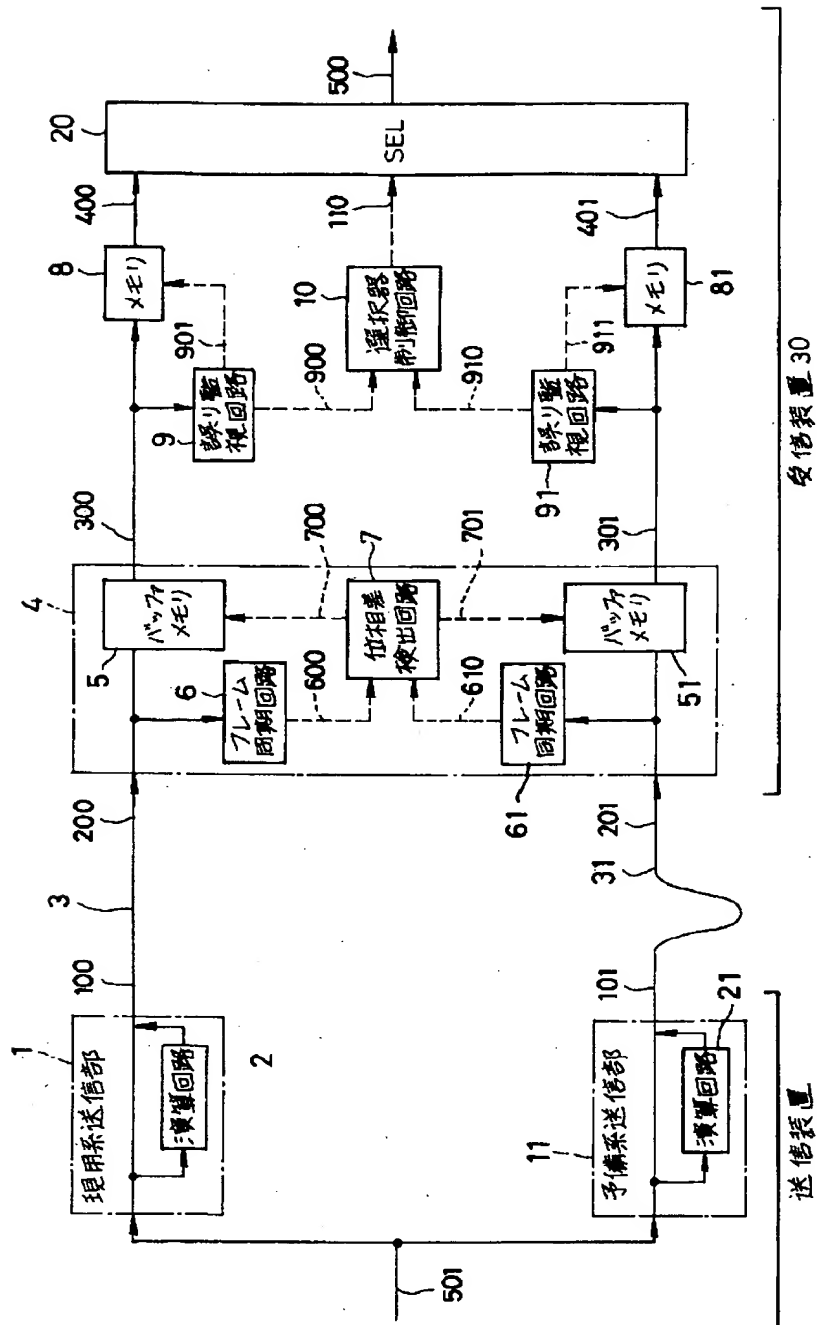 1
現用系送信部
演算回路
2
100
3
200
4
5
バッファ
メモリ
6
フレーム
同期回路
600
700
7
位相差
検出回路
701
610
フレーム
同期回路
61
バッファ
メモリ
51
300
9
誤り監
視回路
901
900
8
メモリ
400
10
選択器
制御回路
110
910
91
誤り監
視回路
911
301
メモリ
81
401
20
SEL
500
501
11
予備系送信部
演算回路
21
101
31
201
送信装置
受信装置30